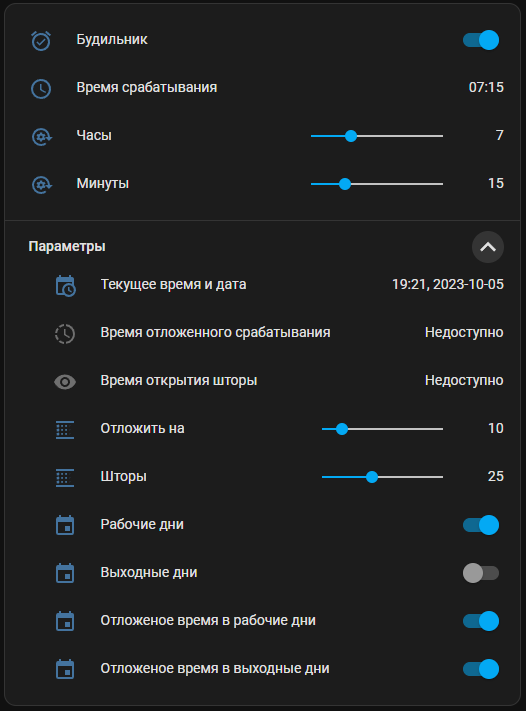 Будильник
Время срабатывания 07:15
Часы 7
Минуты 15
Параметры
Текущее время и дата 19:21, 2023-10-05
Время отложенного срабатывания Недоступно
Время открытия шторы Недоступно
Отложить на 10
Шторы 25
Рабочие дни
Выходные дни
Отложеное время в рабочие дни
Отложеное время в выходные дни